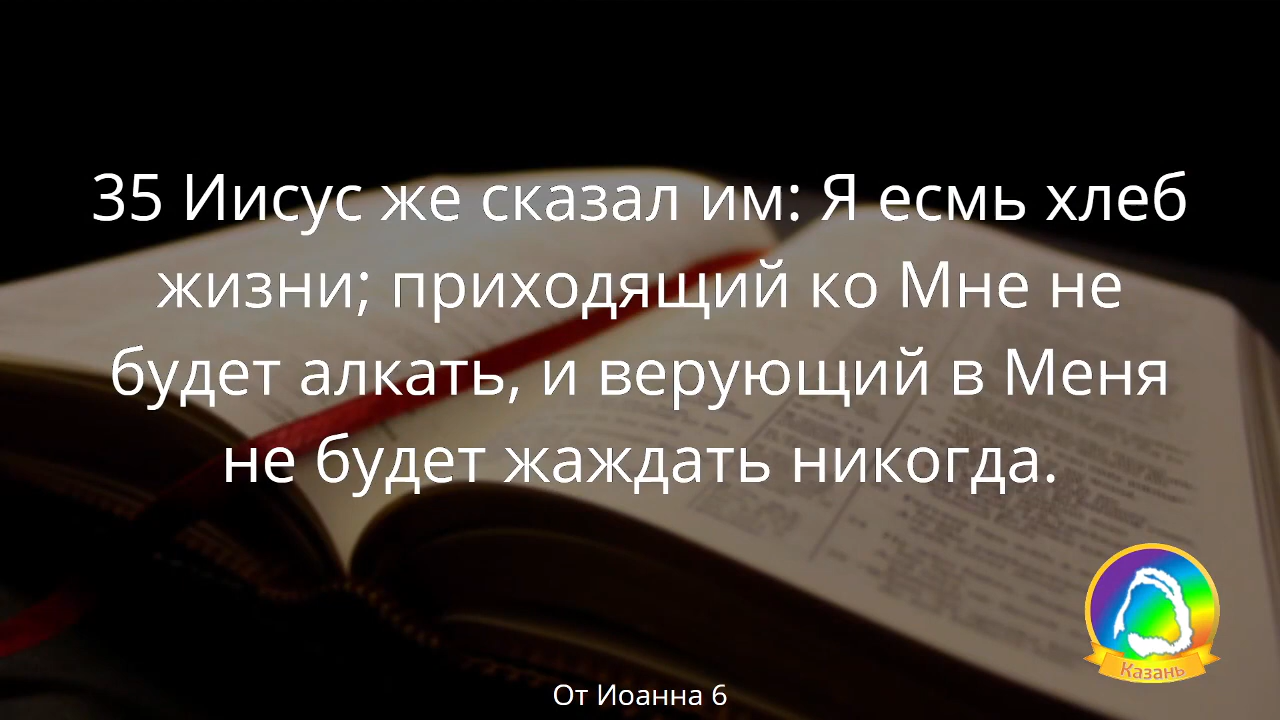 35 Иисус же сказал им: Я есмь хлеб
жизни; приходящий ко Мне не
будет алкать, и верующий в Меня
не будет жаждать никогда.
Казань
От Иоанна 6